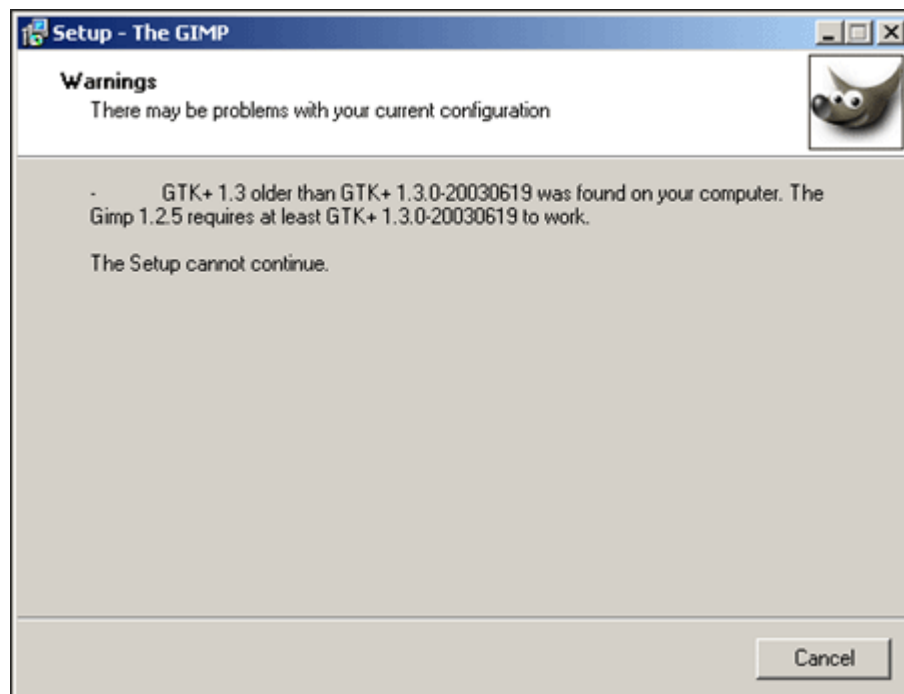 Setup - The GIMP
Warnings
There may be problems with your current configuration
- GTK+ 1.3 older than GTK+ 1.3.0-20030619 was found on your computer. The
Gimp 1.2.5 requires at least GTK+ 1.3.0-20030619 to work.
The Setup cannot continue.
Cancel